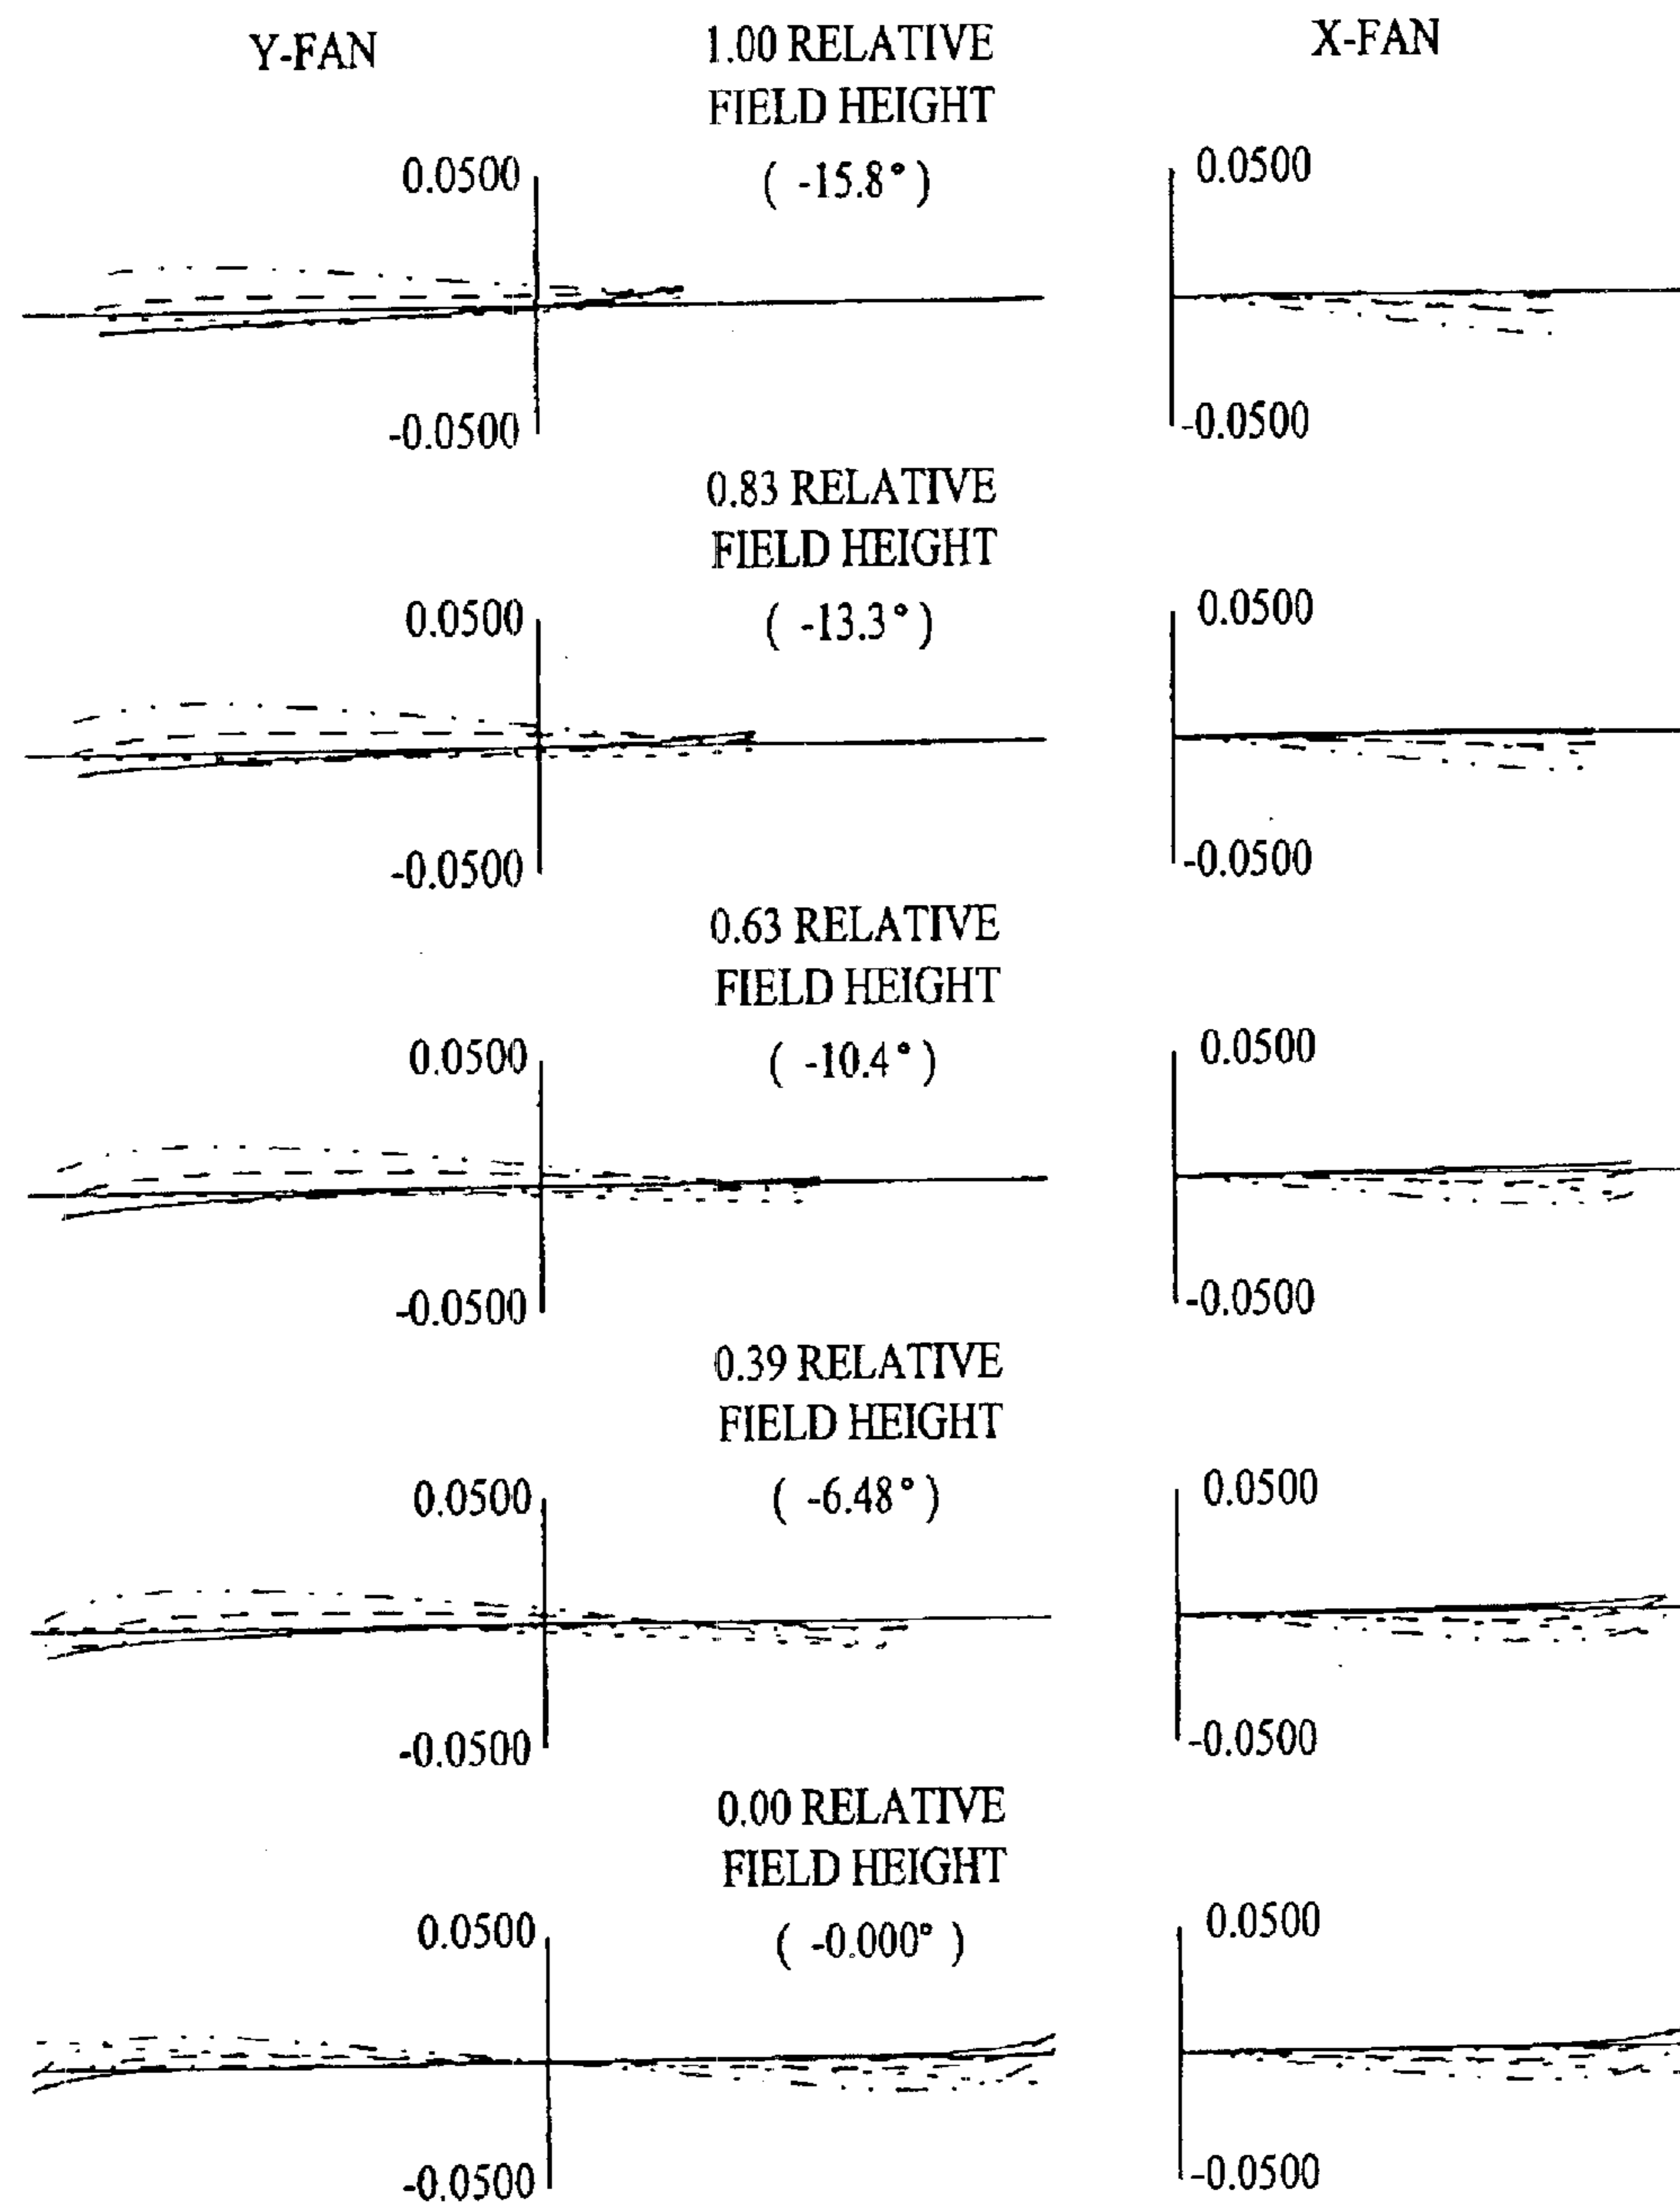 Y-FAN
1.00 RELATIVE
FIELD HEIGHT
( -15.8° )
X-FAN
0.0500
-0.0500
0.0500
-0.0500
0.83 RELATIVE
FIELD HEIGHT
( -13.3° )
0.0500
-0.0500
0.0500
-0.0500
0.63 RELATIVE
FIELD HEIGHT
( -10.4° )
0.0500
-0.0500
0.0500
-0.0500
0.39 RELATIVE
FIELD HEIGHT
( -6.48° )
0.0500
-0.0500
0.0500
-0.0500
0.00 RELATIVE
FIELD HEIGHT
( -0.000° )
0.0500
-0.0500
0.0500
-0.0500